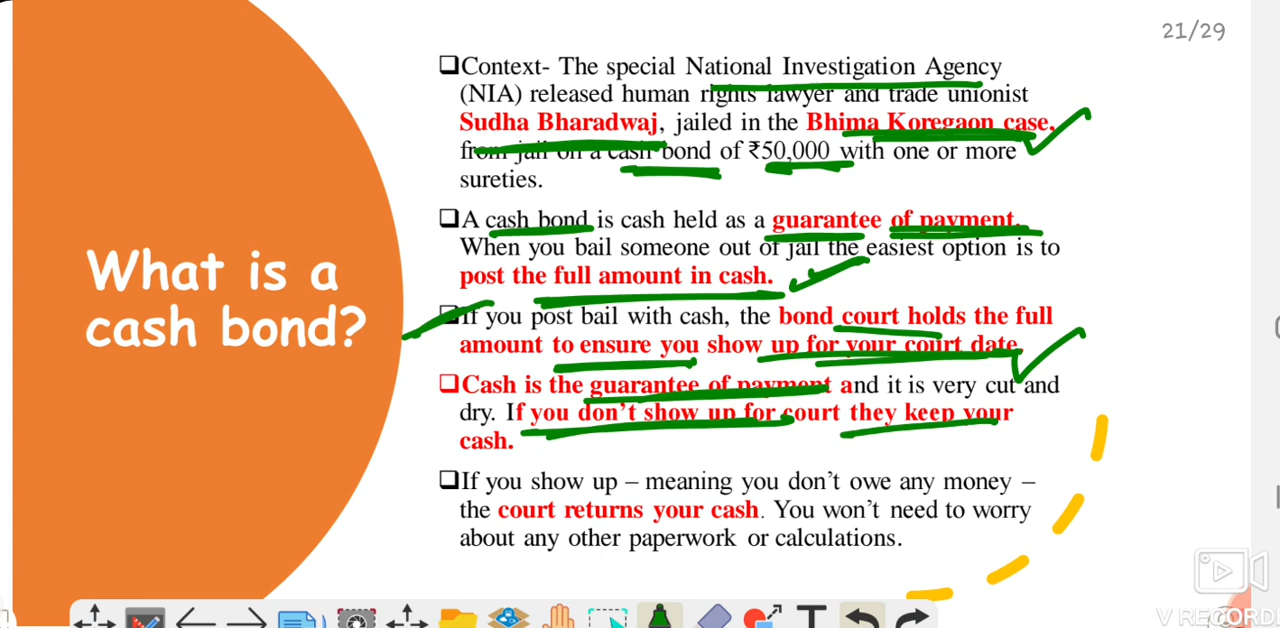 21/29
What is a
cash bond?
❑Context- The special National Investigation Agency
(NIA) released human rights lawyer and trade unionist
Sudha Bharadwaj, jailed in the Bhima Koregaon case,
from jail on a cash bond of ₹50,000 with one or more
sureties.
❑A cash bond is cash held as a guarantee of payment.
When you bail someone out of jail the easiest option is to
post the full amount in cash.
❑If you post bail with cash, the bond court holds the full
amount to ensure you show up for your court date.
❑Cash is the guarantee of payment and it is very cut and
dry. If you don’t show up for court they keep your
cash.
❑If you show up – meaning you don’t owe any money –
the court returns your cash. You won’t need to worry
about any other paperwork or calculations.
T
V RECORD